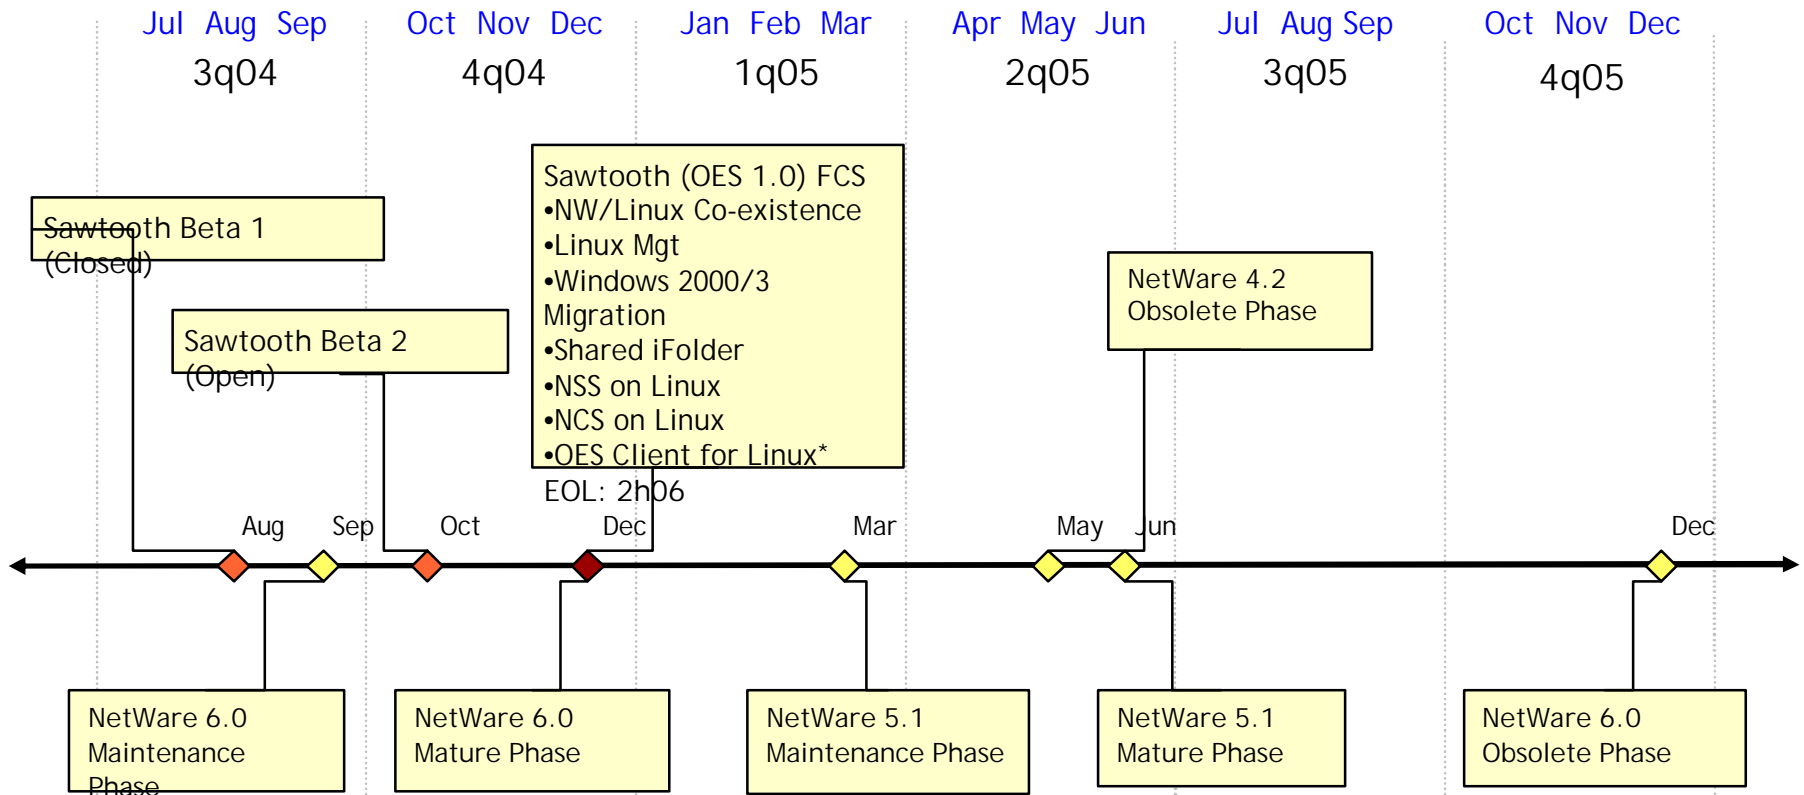 Jul Aug Sep
Oct Nov Dec
Jan Feb Mar
Apr May Jun
Jul Aug Sep
Oct Nov Dec
3q04
4q04
1q05
2q05
3q05
4q05
Sawtooth Beta 1
(Closed)
Sawtooth Beta 2
(Open)
Sawtooth (OES 1.0) FCS
•NW/Linux Co-existence
•Linux Mgt
•Windows 2000/3
Migration
•Shared iFolder
•NSS on Linux
•NCS on Linux
•OES Client for Linux*
EOL: 2h06
NetWare 4.2
Obsolete Phase
Aug
Sep
Oct
Dec
Mar
May
Jun
Dec
NetWare 6.0
Maintenance
Phase
NetWare 6.0
Mature Phase
NetWare 5.1
Maintenance Phase
NetWare 5.1
Mature Phase
NetWare 6.0
Obsolete Phase